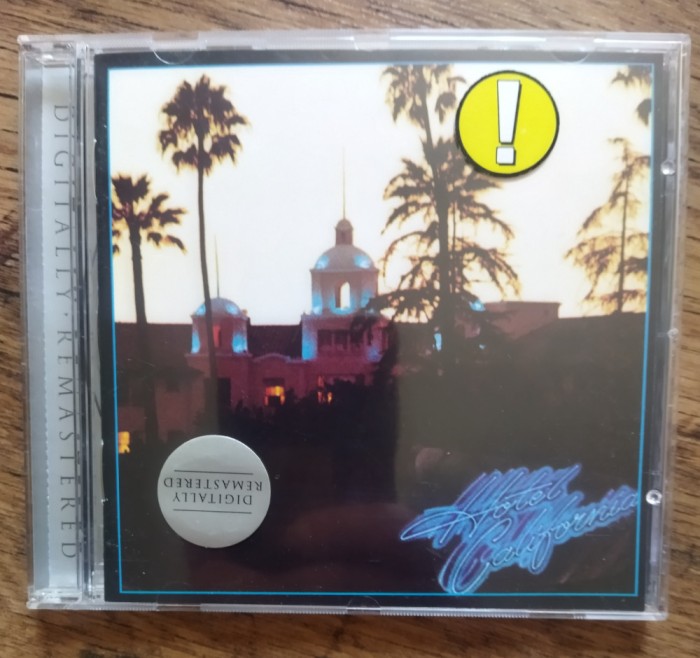 DIGITALLY · REMASTERED
!
DIGITALLY
REMASTERED
Hotel
California